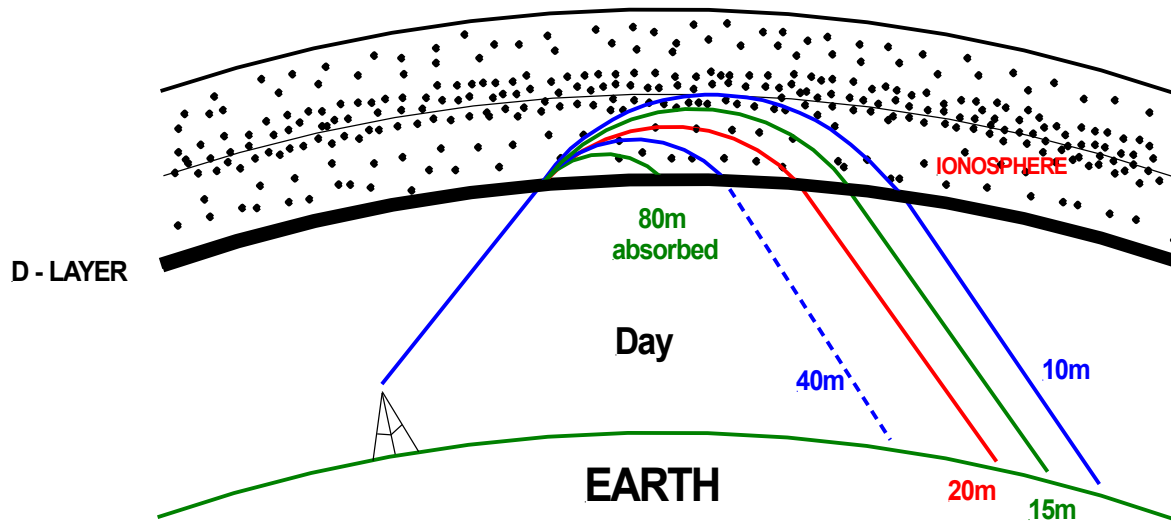 IONOSPHERE
80m
absorbed
D - LAYER
Day
40m
10m
EARTH
20m
15m